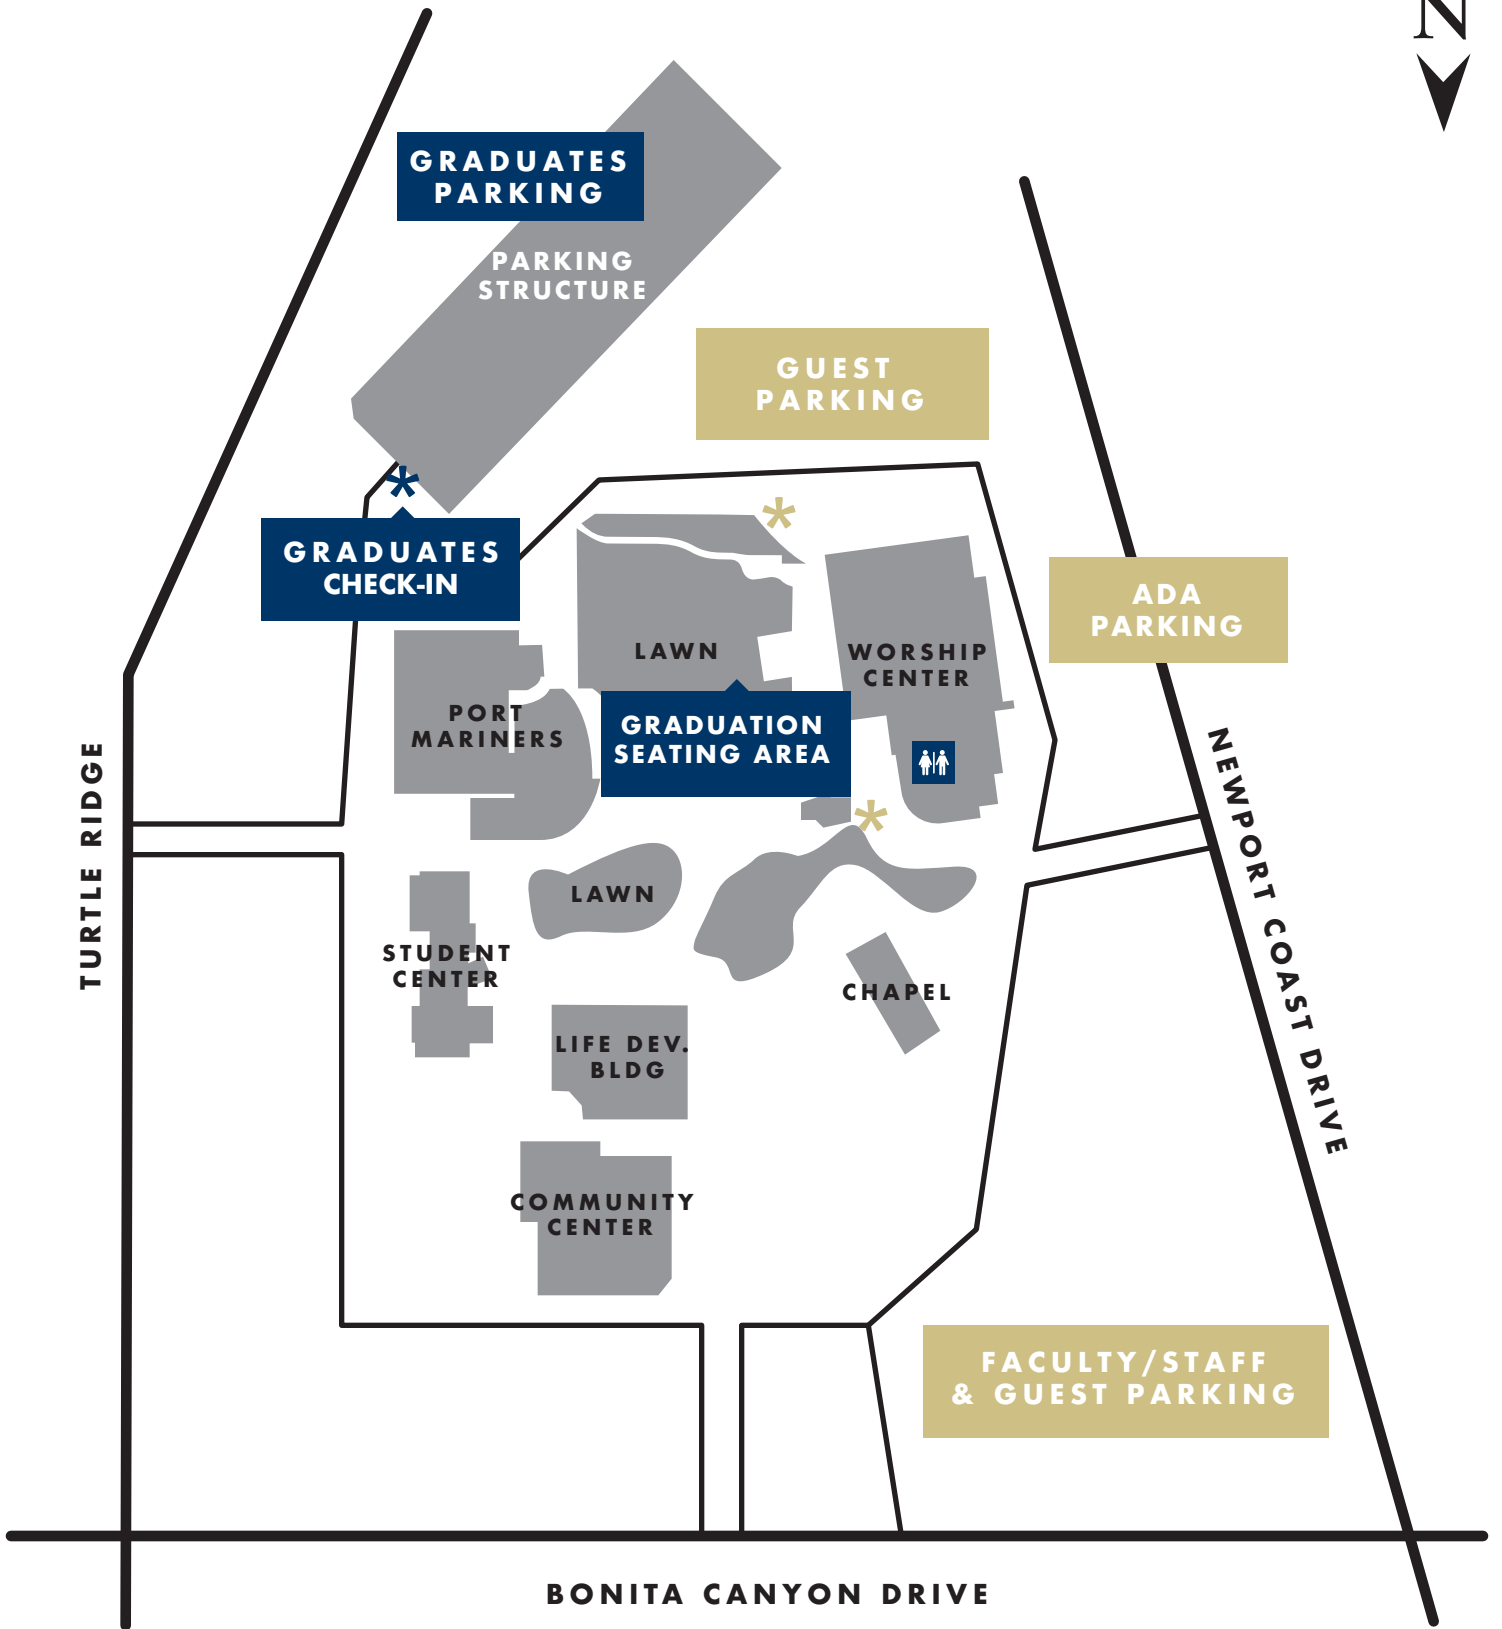 N
GRADUATES
PARKING
PARKING
STRUCTURE
GUEST
PARKING
*
*
GRADUATES
CHECK-IN
ADA
PARKING
LAWN
WORSHIP
CENTER
PORT
MARINERS
GRADUATION
SEATING AREA
*
TURTLE RIDGE
NEWPORT COAST DRIVE
LAWN
STUDENT
CENTER
CHAPEL
LIFE DEV.
BLDG
COMMUNITY
CENTER
FACULTY/STAFF
& GUEST PARKING
BONITA CANYON DRIVE